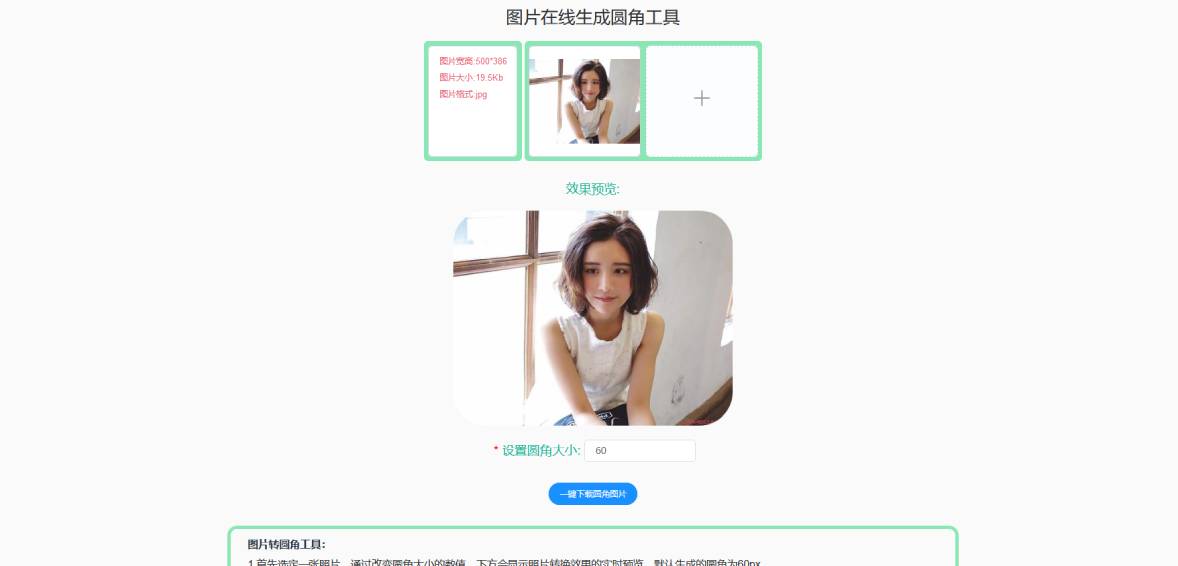 图片在线生成圆角工具
图片宽高:500*386
图片大小:19.5Kb
图片格式:jpg
效果预览:
* 设置圆角大小: 60
一键下载圆角图片
图片转圆角工具：
1.首先选定一张照片，通过改变圆角大小的数值，下方会显示照片转换效果的实时预览，默认生成的圆角为60px